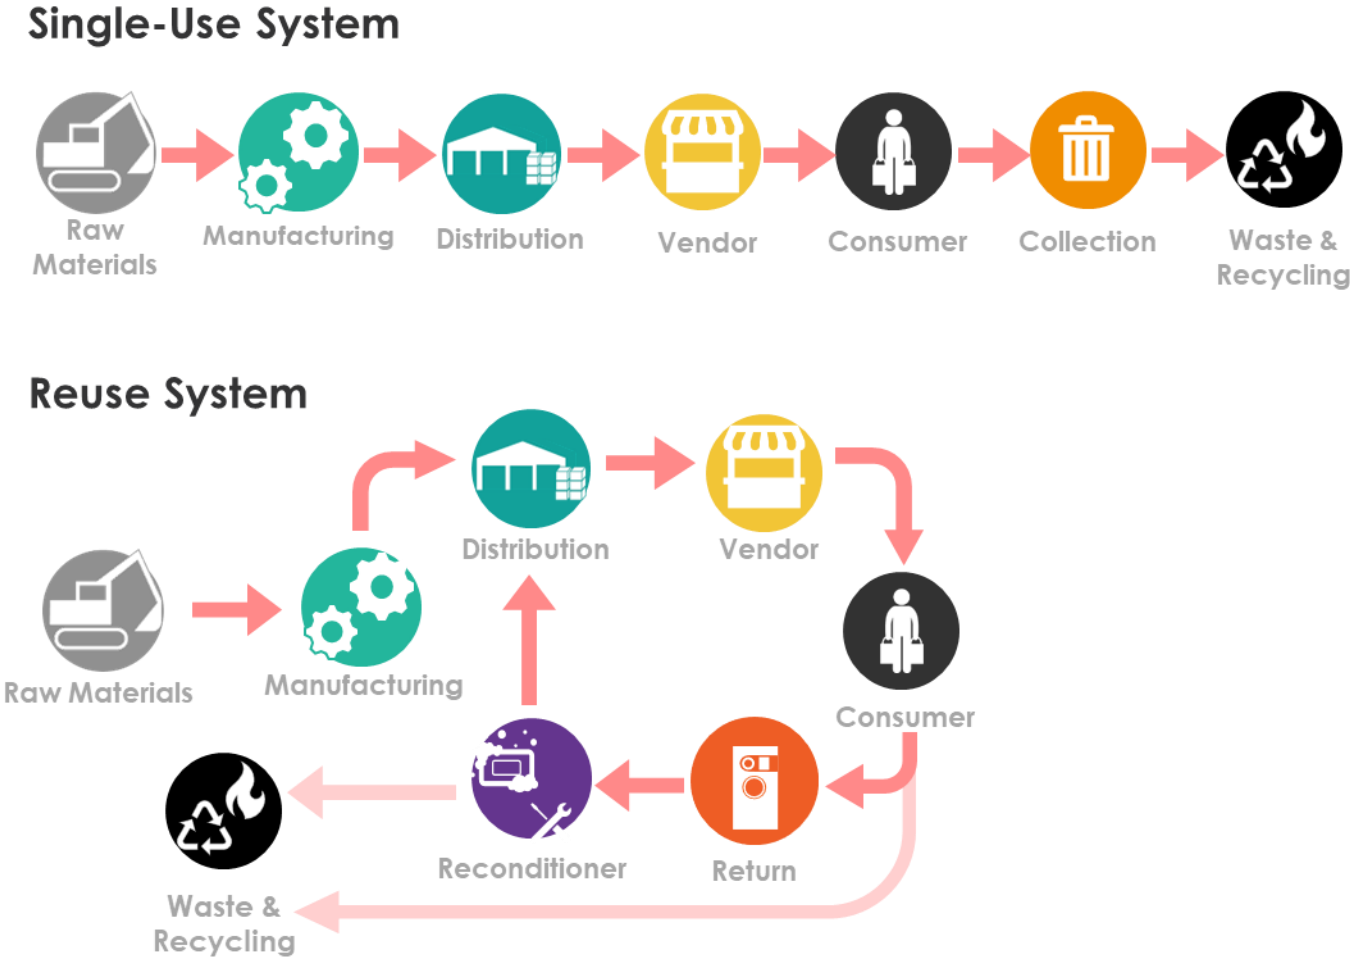 Single-Use System
Raw
Materials
Manufacturing
Distribution
Vendor
Consumer
Collection
Waste &
Recycling
Reuse System
Distribution
Vendor
Raw Materials
Manufacturing
Consumer
Reconditioner
Return
Waste &
Recycling